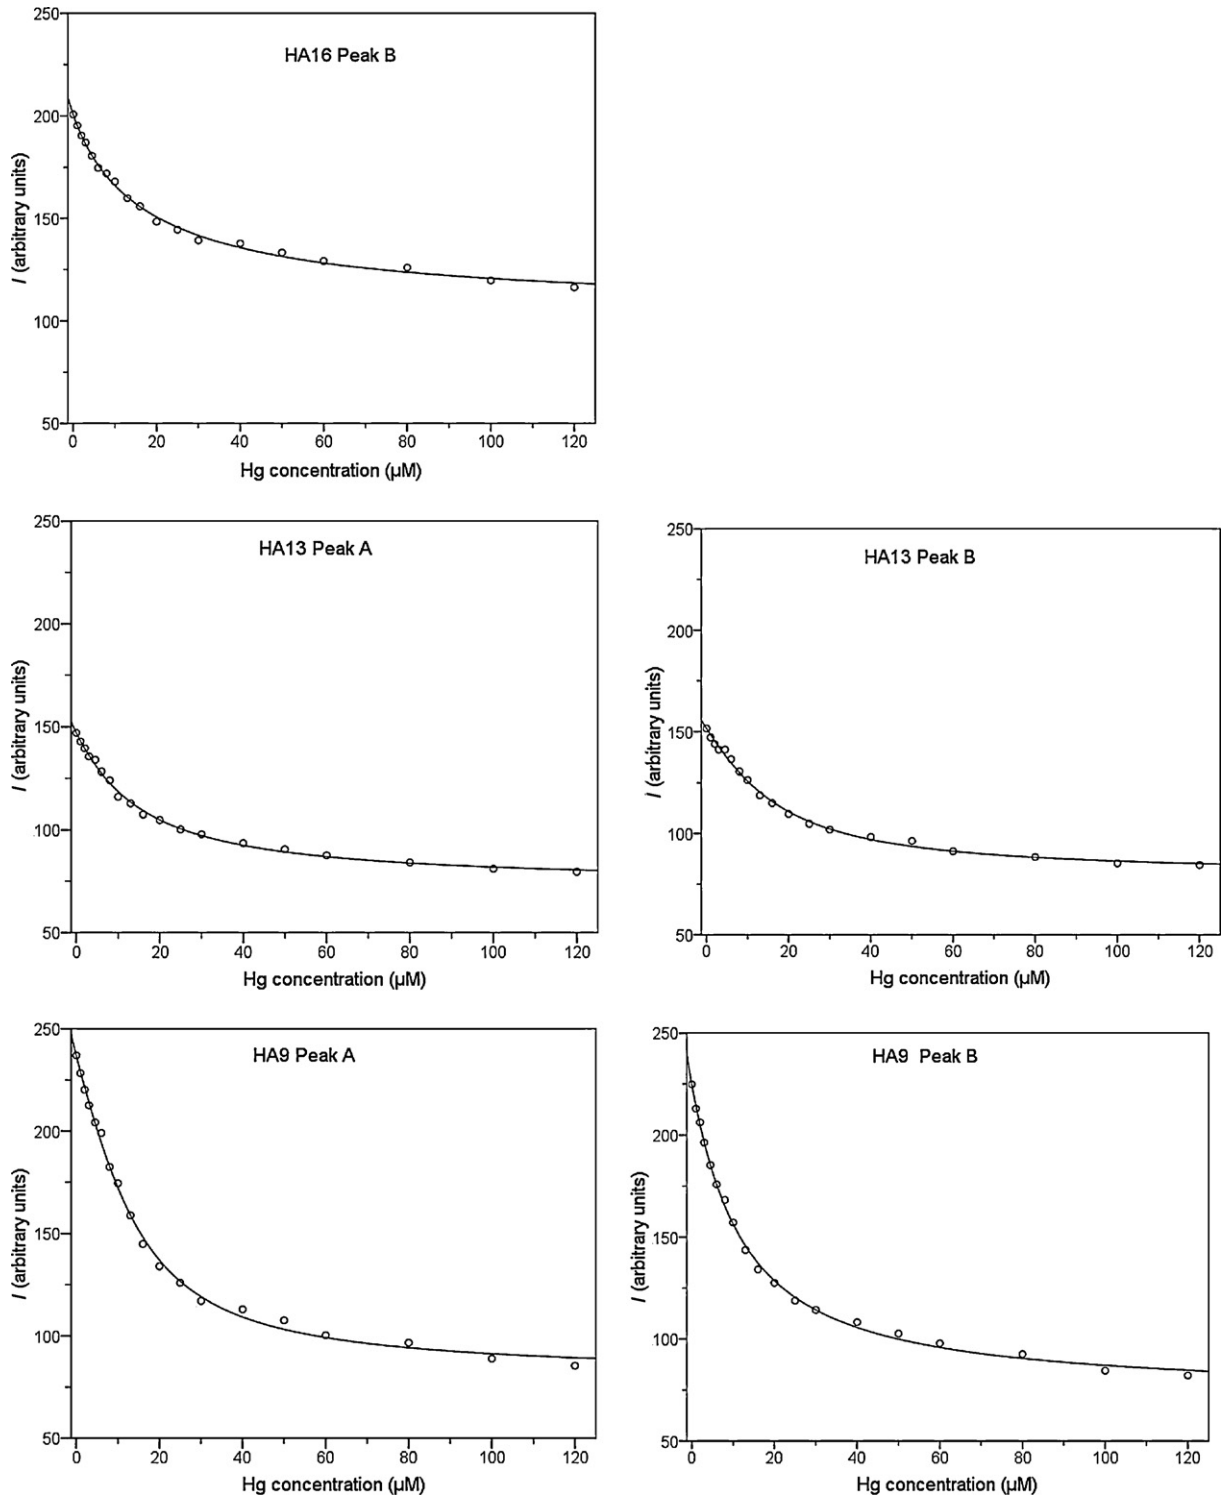 HA16 Peak B
250
200
150
100
50
I (arbitrary units)
0 20 40 60 80 100 120
Hg concentration (µM)
HA13 Peak A
250
200
150
100
50
I (arbitrary units)
0 20 40 60 80 100 120
Hg concentration (µM)
HA13 Peak B
250
200
150
100
50
I (arbitrary units)
0 20 40 60 80 100 120
Hg concentration (µM)
HA9 Peak A
250
200
150
100
50
I (arbitrary units)
0 20 40 60 80 100 120
Hg concentration (µM)
HA9 Peak B
250
200
150
100
50
I (arbitrary units)
0 20 40 60 80 100 120
Hg concentration (µM)